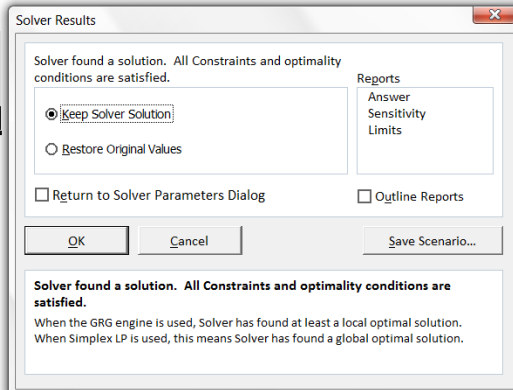 Solver Results
Solver found a solution.  All Constraints and optimality
conditions are satisfied.
Reports
Answer
Sensitivity
Limits
Keep Solver Solution
Restore Original Values
Return to Solver Parameters Dialog
Outline Reports
OK
Cancel
Save Scenario...
Solver found a solution.  All Constraints and optimality conditions are
satisfied.
When the GRG engine is used, Solver has found at least a local optimal solution.
When Simplex LP is used, this means Solver has found a global optimal solution.